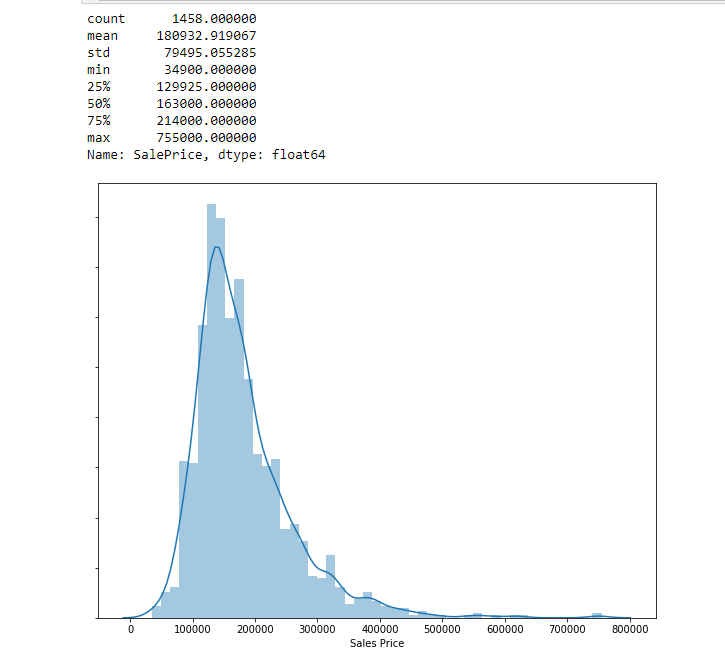 count 1458.000000
mean 180932.919067
std 79495.055285
min 34900.000000
25% 129925.000000
50% 163000.000000
75% 214000.000000
max 755000.000000
Name: SalePrice, dtype: float64
0 100000 200000 300000 400000 500000 600000 700000 800000
Sales Price